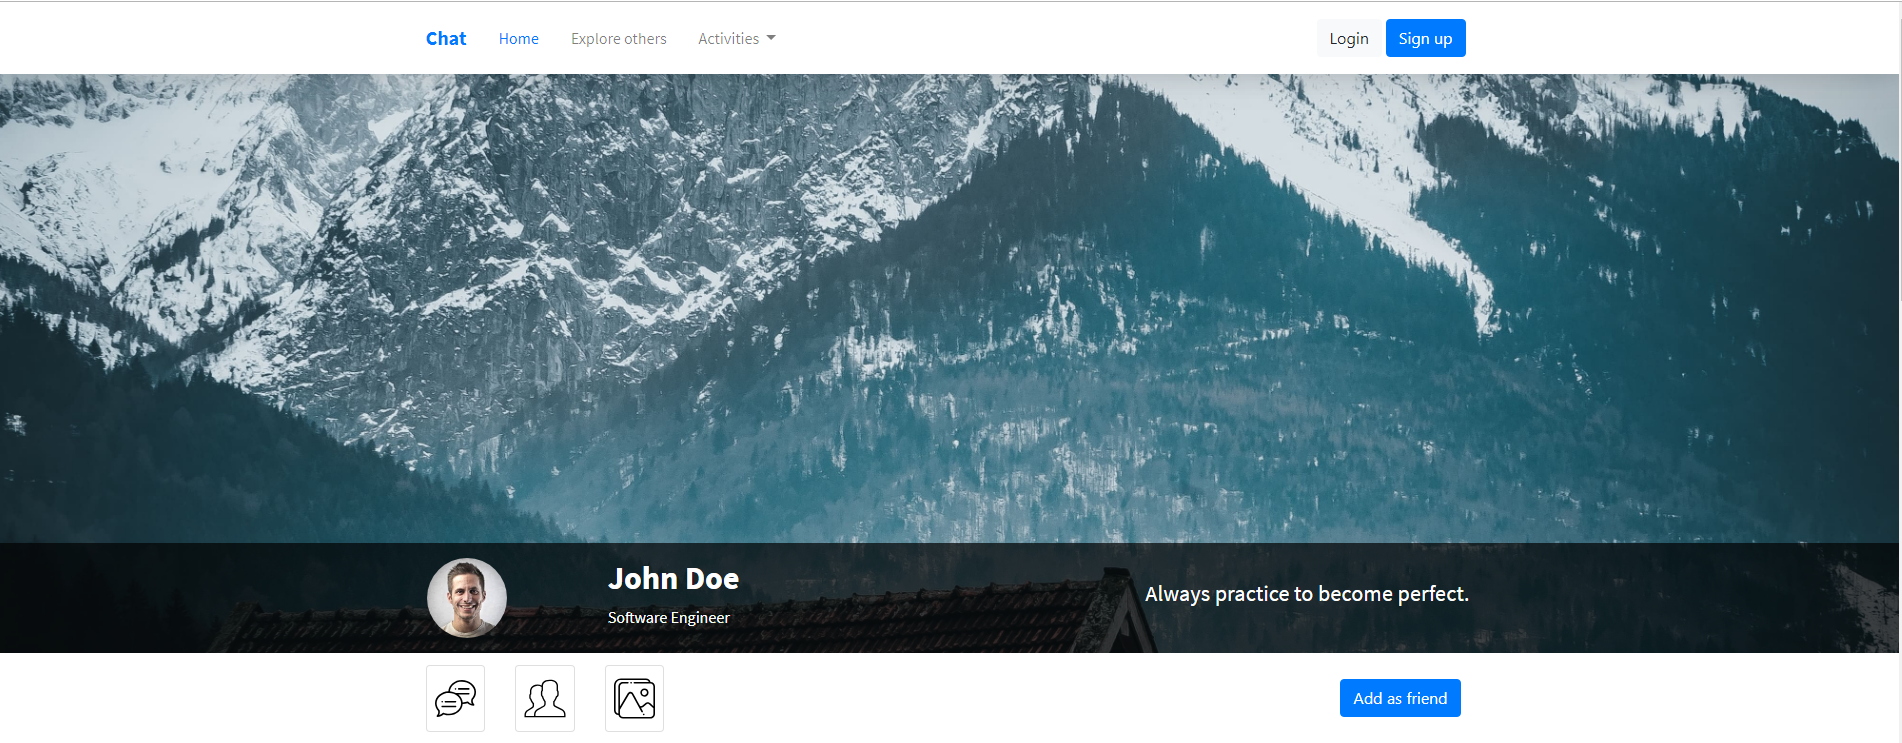 Chat Home Explore others Activities Login Sign up
John Doe
Always practice to become perfect.
Software Engineer
Add as friend